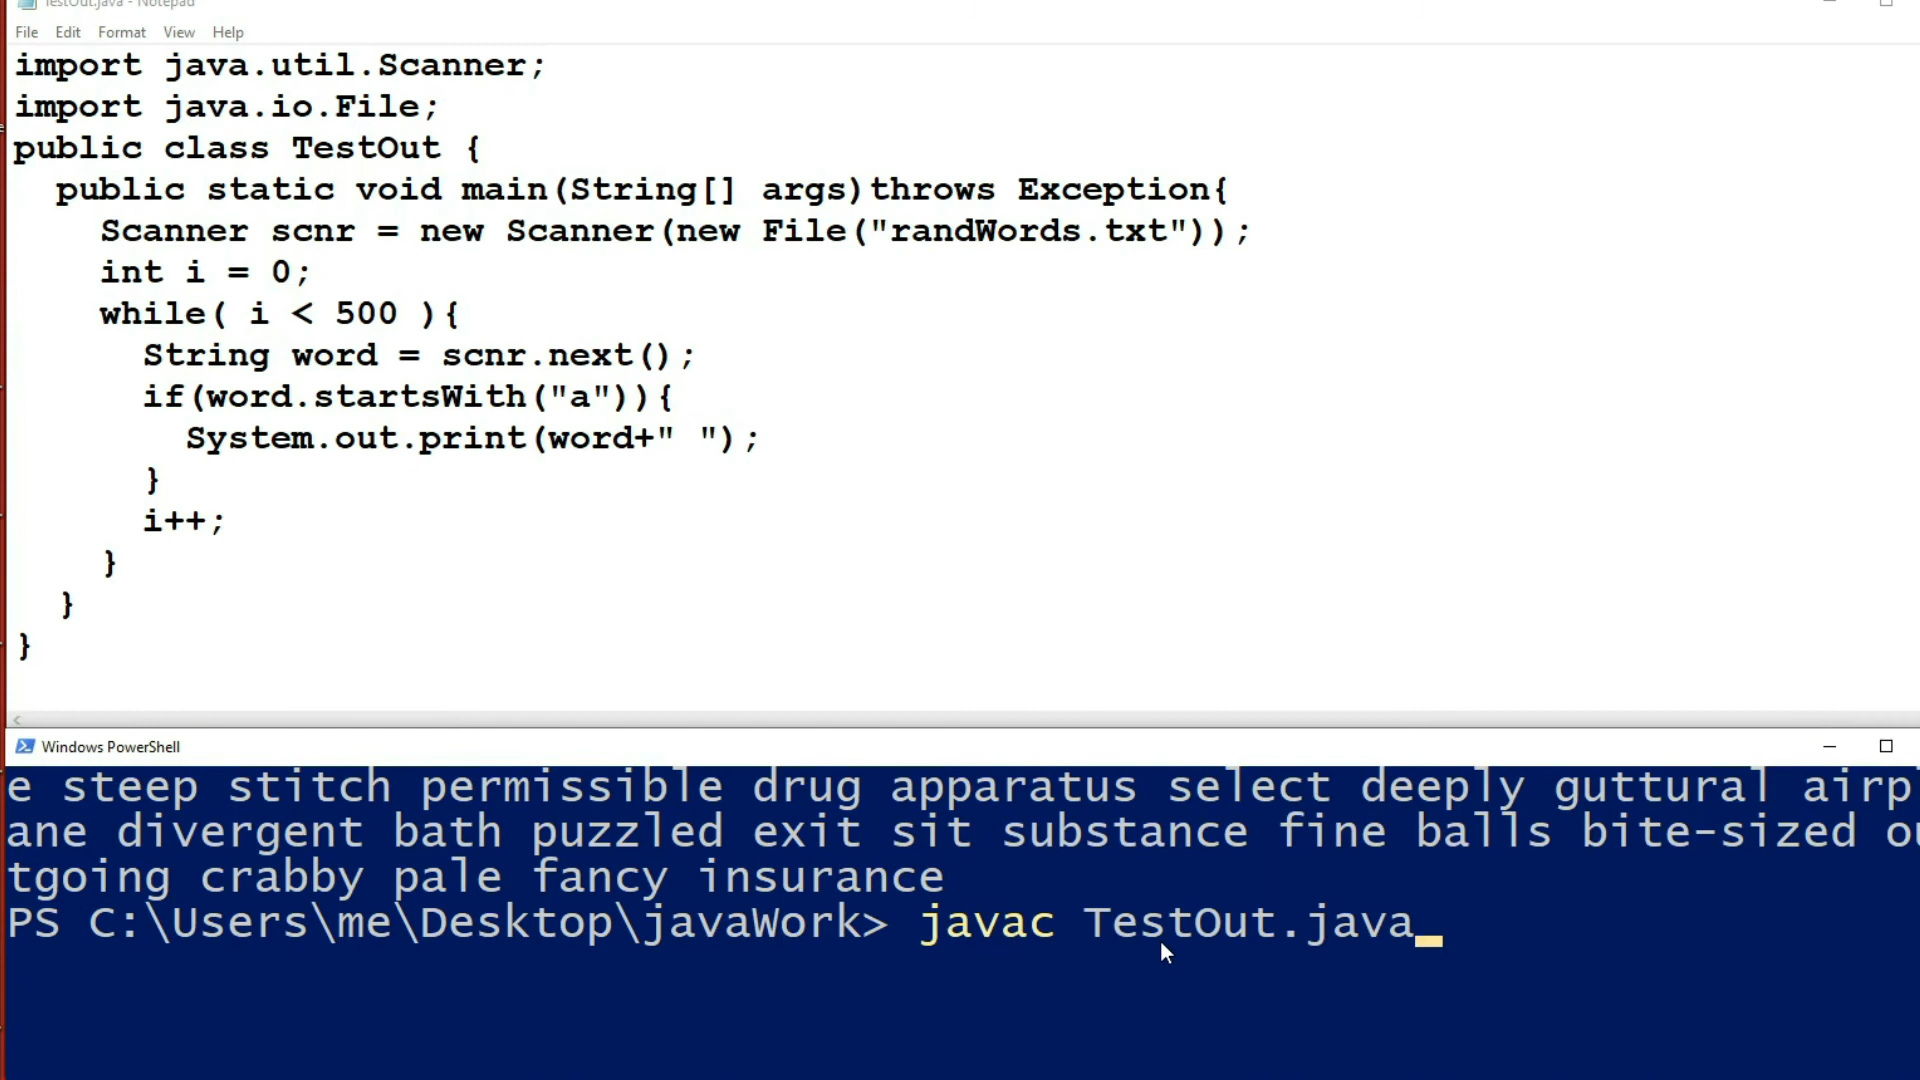 TestOut.java - Notepad
File Edit Format View Help
import java.util.Scanner;
import java.io.File;
public class TestOut {
  public static void main(String[] args)throws Exception{
    Scanner scnr = new Scanner(new File("randWords.txt"));
    int i = 0;
    while( i < 500 ){
      String word = scnr.next();
      if(word.startsWith("a")){
        System.out.print(word+" ");
      }
      i++;
    }
  }
}
Windows PowerShell
e steep stitch permissible drug apparatus select deeply guttural airp
ane divergent bath puzzled exit sit substance fine balls bite-sized ou
tgoing crabby pale fancy insurance
PS C:\Users\me\Desktop\javaWork> javac TestOut.java